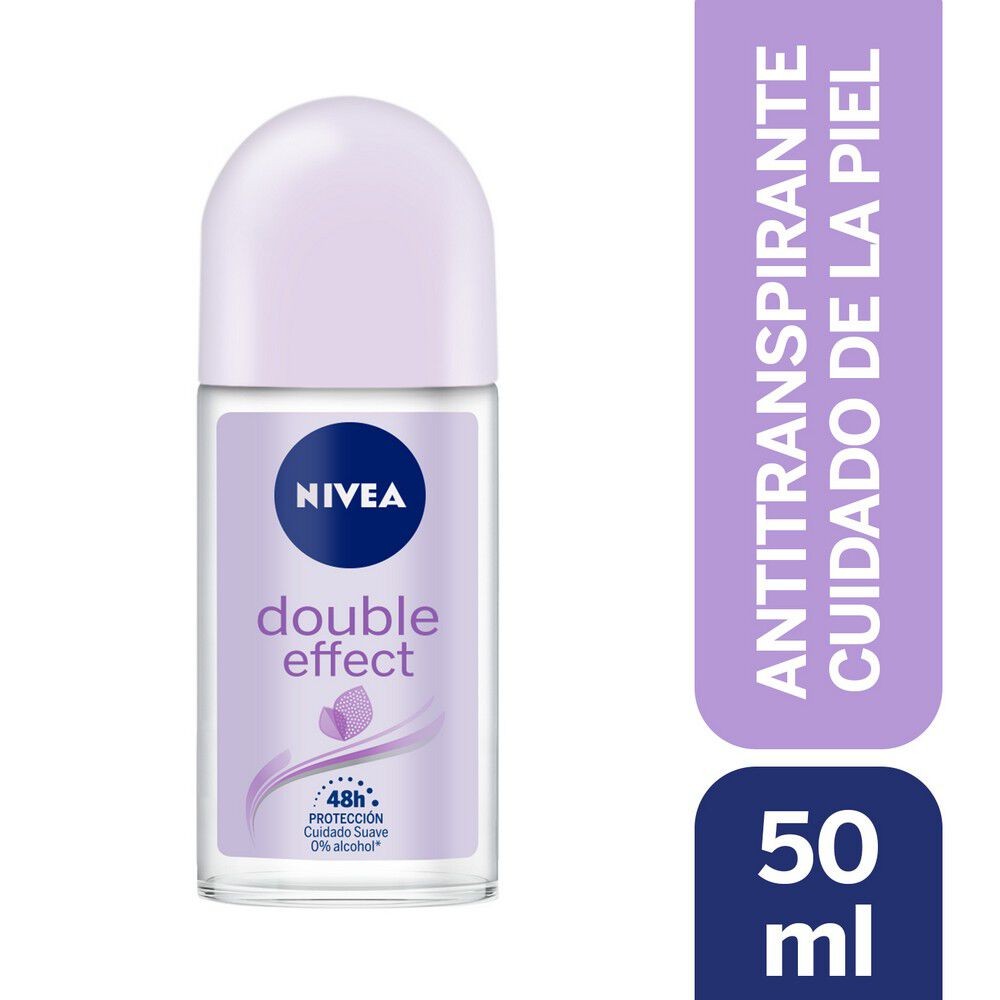 NIVEA
double
effect
48h
PROTECCIÓN
Cuidado Suave
0% alcohol*
ANTITRANSPIRANTE
CUIDADO DE LA PIEL
50
ml